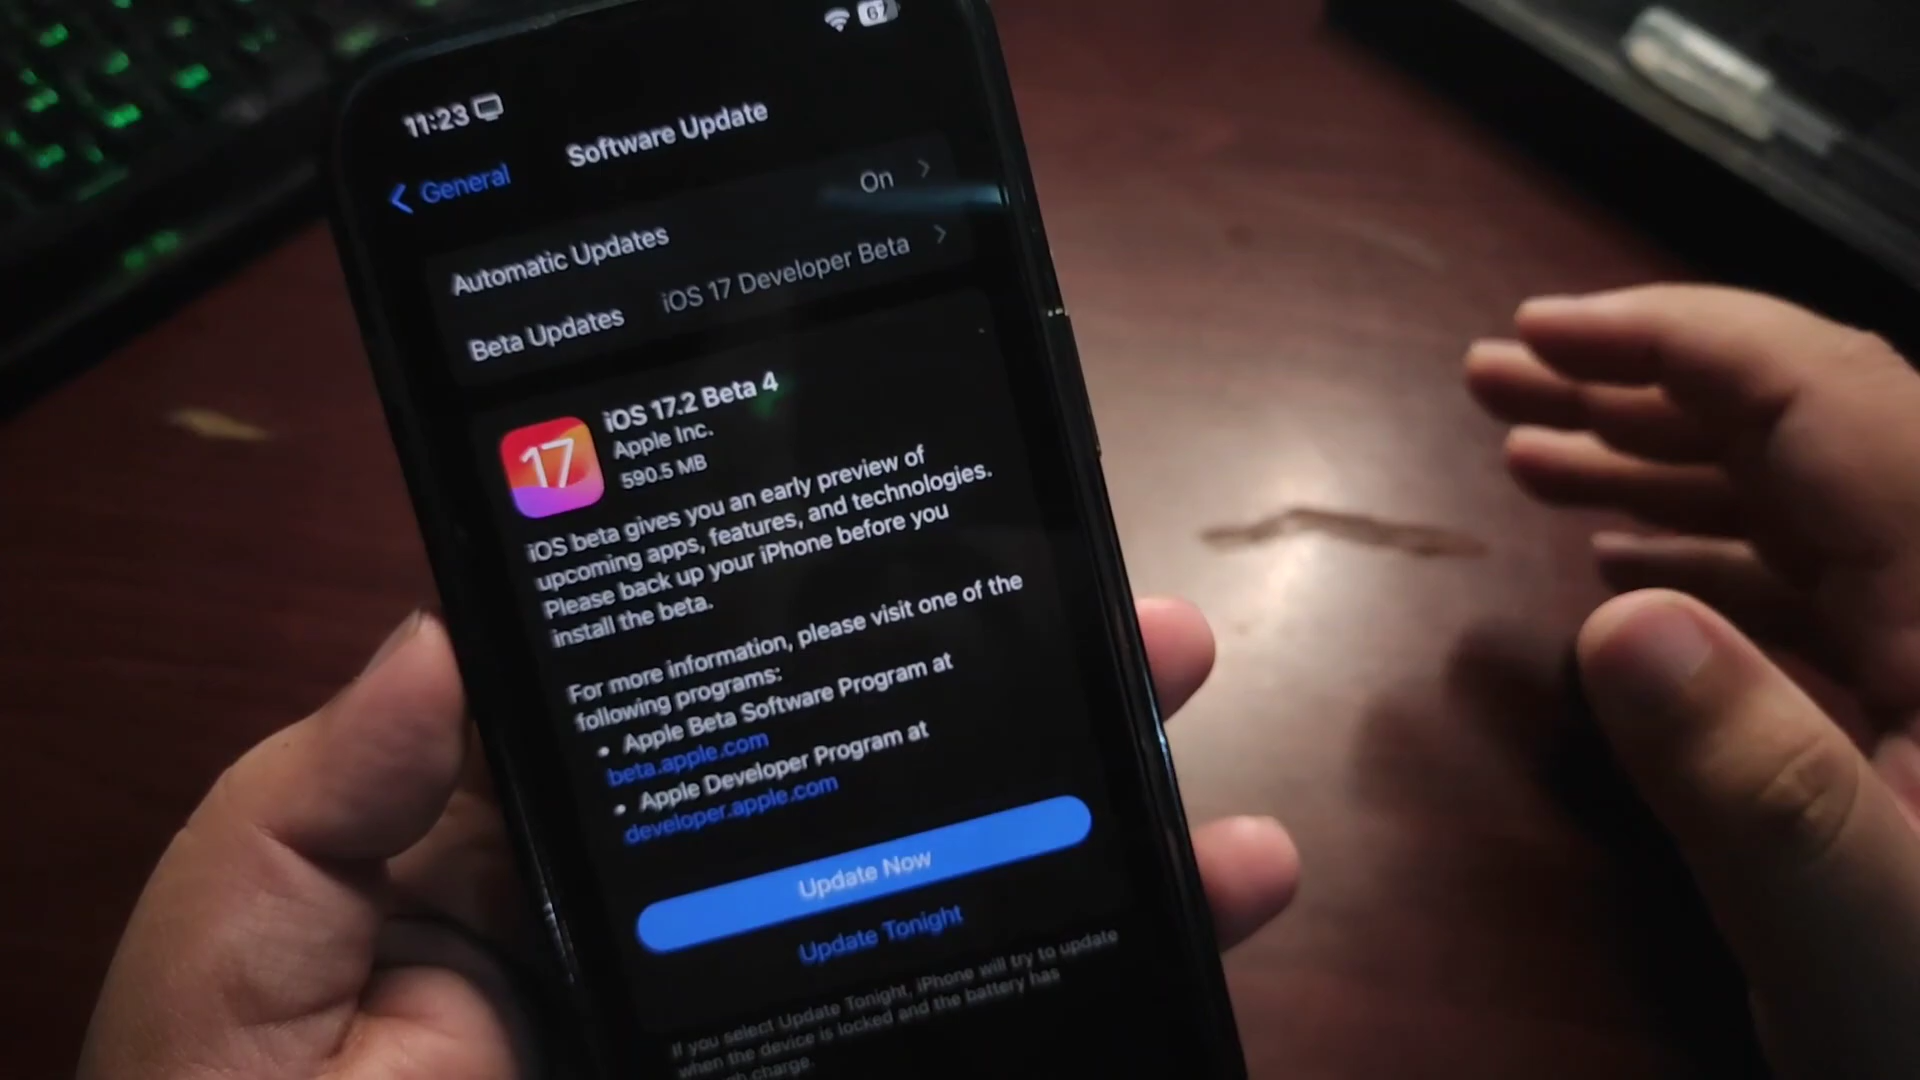 11:23
67
General
Software Update
Automatic Updates
On
Beta Updates
iOS 17 Developer Beta
17
iOS 17.2 Beta 4
Apple Inc.
590.5 MB
iOS beta gives you an early preview of
upcoming apps, features, and technologies.
Please back up your iPhone before you
install the beta.
For more information, please visit one of the
following programs:
• Apple Beta Software Program at
beta.apple.com
• Apple Developer Program at
developer.apple.com
Update Now
Update Tonight
If you select Update Tonight, iPhone will try to update
when the device is locked and the battery has
charge.